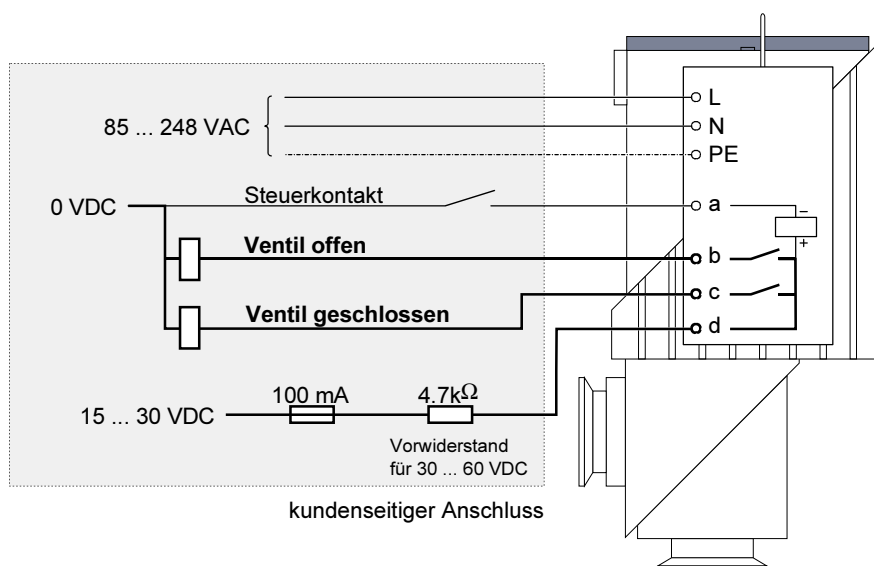 85 ... 248 VAC
L
N
PE
0 VDC
Steuerkontakt
a
−
+
Ventil offen
b
Ventil geschlossen
c
d
15 ... 30 VDC
100 mA
4.7kΩ
Vorwiderstand
für 30 ... 60 VDC
kundenseitiger Anschluss